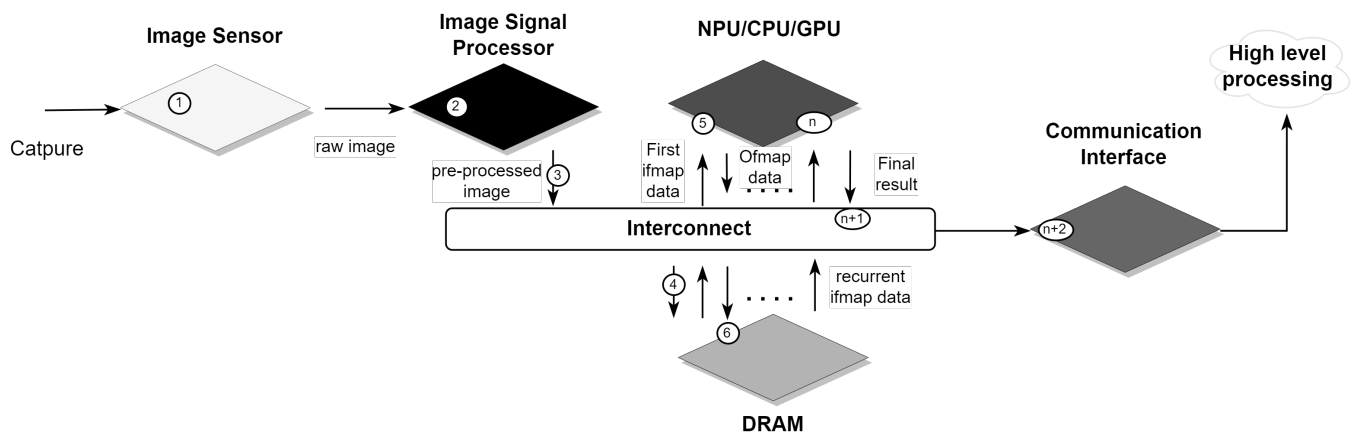 Image Sensor
Image Signal
Processor
NPU/CPU/GPU
High level
processing
Communication
Interface
1
2
5
n
Catpure
raw image
pre-processed
image
3
First
ifmap
data
Ofmap
data
. . . .
Final
result
Interconnect
n+1
n+2
4
. . . .
recurrent
ifmap data
6
DRAM